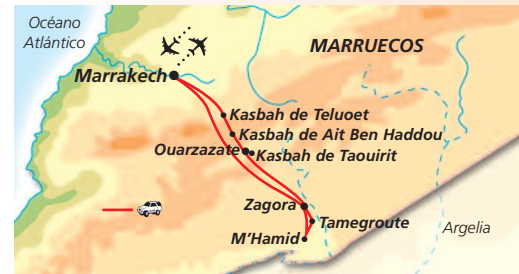 Océano
Atlántico
MARRUECOS
Marrakech
Kasbah de Teluoet
Kasbah de Ait Ben Haddou
Ouarzazate
Kasbah de Taouirit
Zagora
Tamegroute
Argelia
M'Hamid